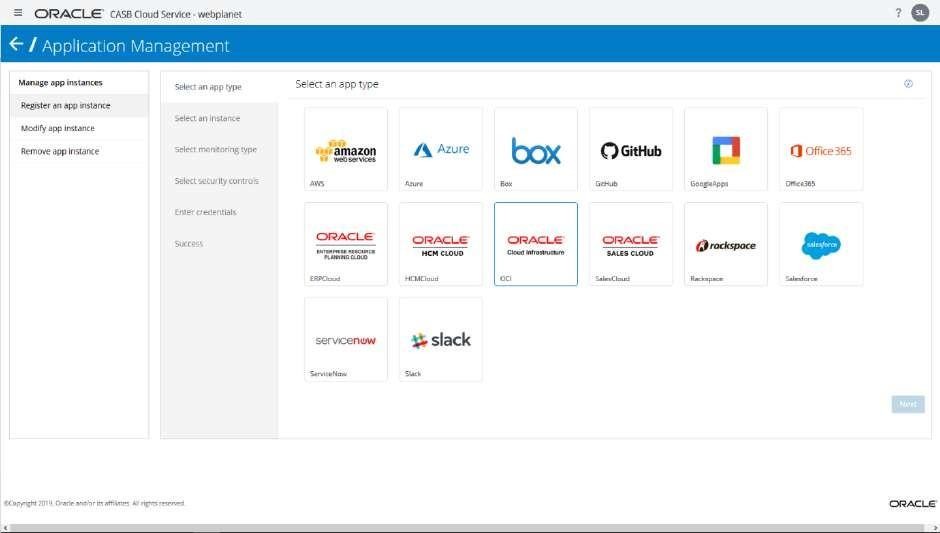 ORACLE® CASB Cloud Service - webplanet
? SL
/ Application Management
Manage app instances
Register an app instance
Modify app instance
Remove app instance
Select an app type
Select an instance
Select monitoring type
Select security controls
Enter credentials
Success
Select an app type
amazon
webservices
AWS
Azure
Azure
box
Box
GitHub
GitHub
GoogleApps
Office 365
Office365
ORACLE®
ENTERPRISE RESOURCE
PLANNING CLOUD
ERPCloud
ORACLE®
HCM CLOUD
HCMCloud
ORACLE®
Cloud Infrastructure
OCI
ORACLE®
SALES CLOUD
SalesCloud
rackspace
Rackspace
salesforce
Salesforce
servicenow
ServiceNow
slack
Slack
Next
©Copyright 2019, Oracle and/or its affiliates. All rights reserved.
ORACLE®